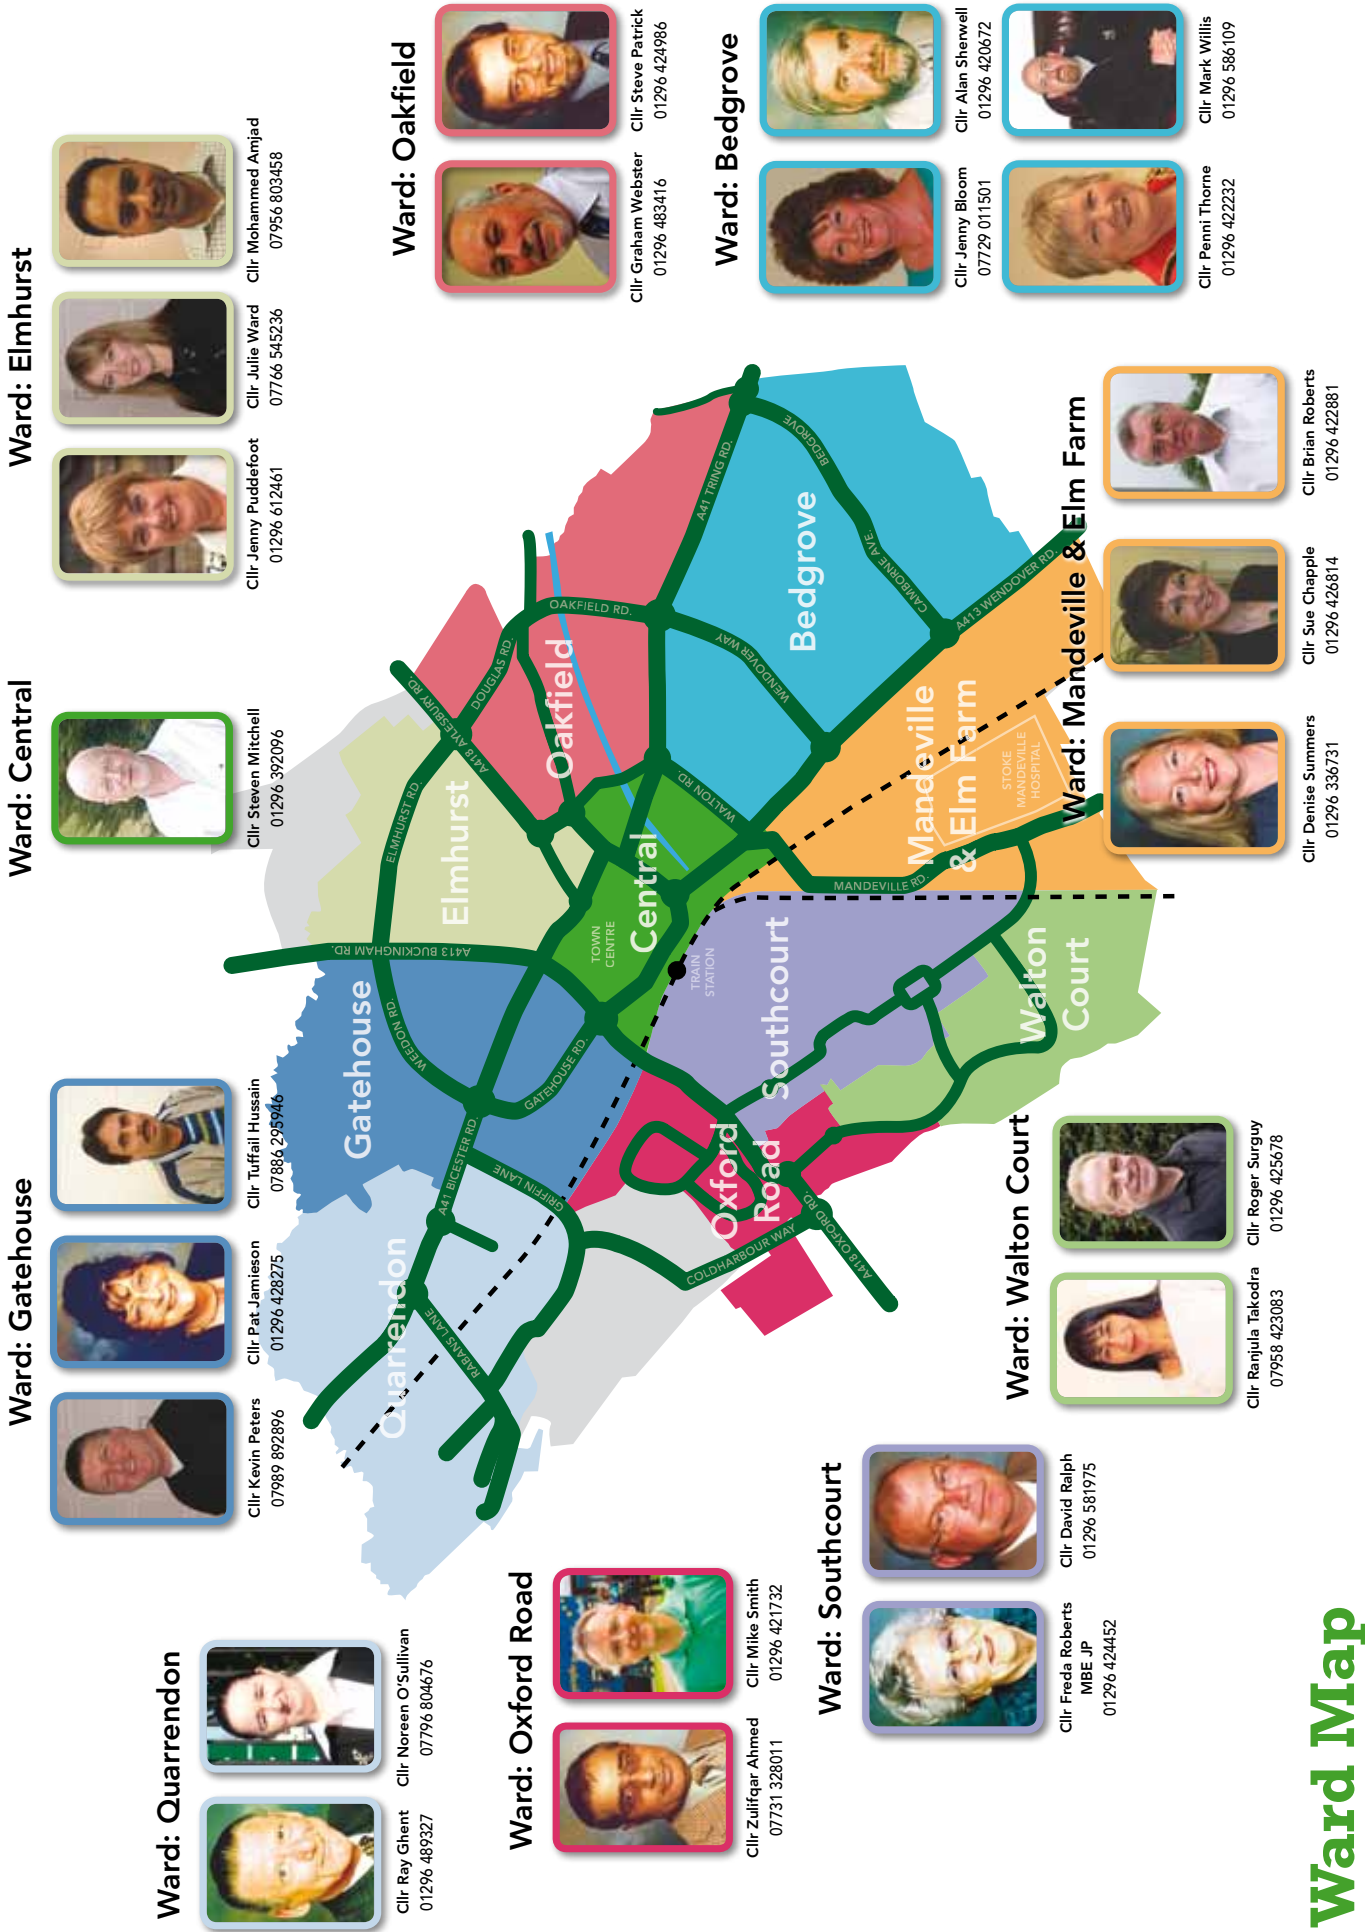 Ward Map
Ward: Quarrendon
Cllr Ray Ghent
01296 489327
Cllr Noreen O'Sullivan
07796 804676
Ward: Gatehouse
Cllr Kevin Peters
07989 892896
Cllr Pat Jamieson
01296 428275
Cllr Tuffail Hussain
07886 295946
Ward: Central
Cllr Steven Mitchell
01296 392096
Ward: Elmhurst
Cllr Jenny Puddefoot
01296 612461
Cllr Julie Ward
07766 545236
Cllr Mohammed Amjad
07956 803458
Ward: Oakfield
Cllr Graham Webster
01296 483416
Cllr Steve Patrick
01296 424986
Ward: Bedgrove
Cllr Jenny Bloom
07729 011501
Cllr Alan Sherwell
01296 420672
Cllr Penni Thorne
01296 422232
Cllr Mark Willis
01296 586109
Ward: Mandeville & Elm Farm
Cllr Denise Summers
01296 336731
Cllr Sue Chapple
01296 426814
Cllr Brian Roberts
01296 422881
Ward: Walton Court
Cllr Ranjula Takodra
07958 423083
Cllr Roger Surguy
01296 425678
Ward: Southcourt
Cllr Freda Roberts
MBE JP
01296 424452
Cllr David Ralph
01296 581975
Ward: Oxford Road
Cllr Zulifqar Ahmed
07731 328011
Cllr Mike Smith
01296 421732
Quarrendon
Gatehouse
Elmhurst
Oakfield
Central
Bedgrove
Mandeville
& Elm Farm
Southcourt
Walton
Court
Oxford
Road
TOWN
CENTRE
TRAIN
STATION
STOKE
MANDEVILLE
HOSPITAL
A41 BICESTER RD.
RABANS LANE
GRIFFIN LANE
GATEHOUSE RD.
WEEDON RD.
A413 BUCKINGHAM RD.
ELMHURST RD.
A418 AYLESBURY RD.
DOUGLAS RD.
OAKFIELD RD.
A41 TRING RD.
BEDGROVE
CAMBORNE AVE.
WENDOVER WAY
A413 WENDOVER RD.
WALTON RD
MANDEVILLE RD.
COLDHARBOUR WAY
A418 OXFORD RD.